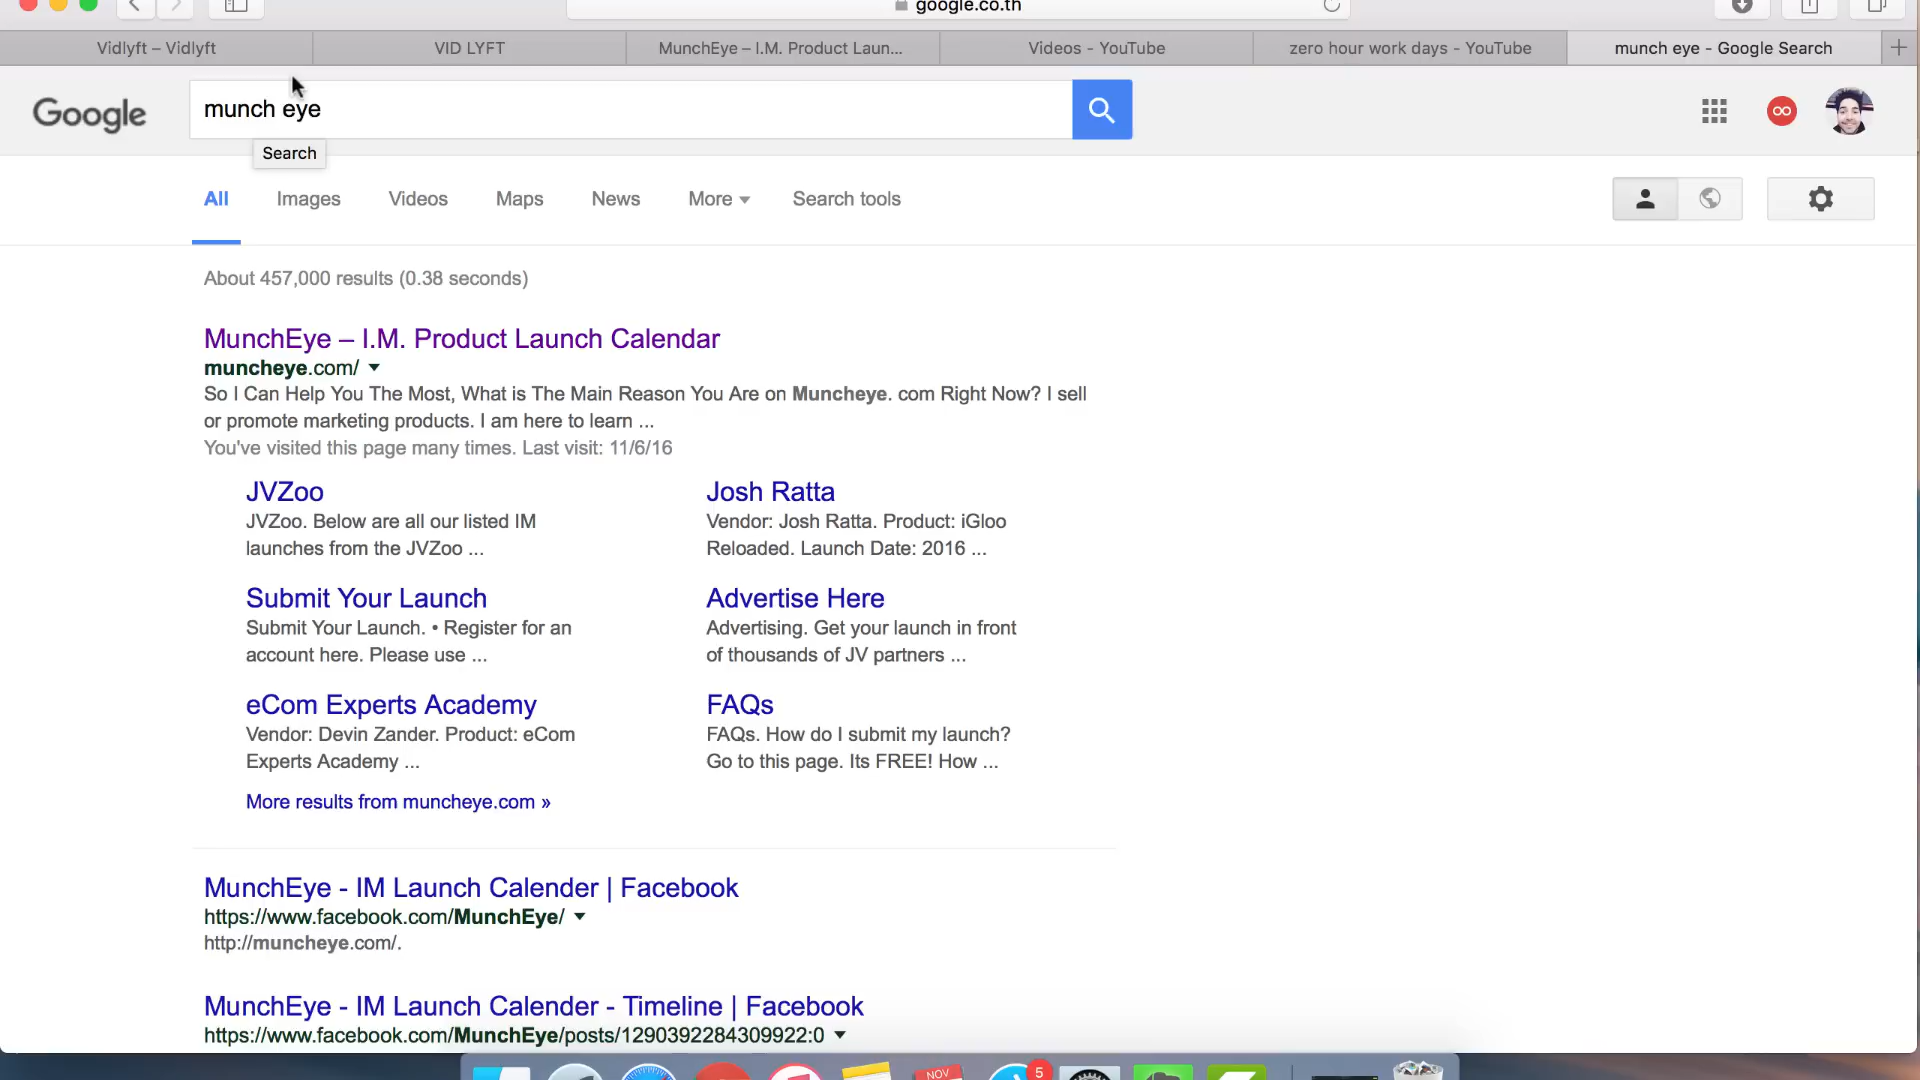 google.co.th
Vidlyft – Vidlyft
VID LYFT
MunchEye – I.M. Product Laun...
Videos - YouTube
zero hour work days - YouTube
munch eye - Google Search
Google
munch eye
Search
All
Images
Videos
Maps
News
More
Search tools
About 457,000 results (0.38 seconds)
MunchEye – I.M. Product Launch Calendar
muncheye.com/
So I Can Help You The Most, What is The Main Reason You Are on Muncheye. com Right Now? I sell
or promote marketing products. I am here to learn ...
You've visited this page many times. Last visit: 11/6/16
JVZoo
JVZoo. Below are all our listed IM
launches from the JVZoo ...
Josh Ratta
Vendor: Josh Ratta. Product: iGloo
Reloaded. Launch Date: 2016 ...
Submit Your Launch
Submit Your Launch. • Register for an
account here. Please use ...
Advertise Here
Advertising. Get your launch in front
of thousands of JV partners ...
eCom Experts Academy
Vendor: Devin Zander. Product: eCom
Experts Academy ...
FAQs
FAQs. How do I submit my launch?
Go to this page. Its FREE! How ...
More results from muncheye.com »
MunchEye - IM Launch Calender | Facebook
https://www.facebook.com/MunchEye/
http://muncheye.com/.
MunchEye - IM Launch Calender - Timeline | Facebook
https://www.facebook.com/MunchEye/posts/1290392284309922:0
NOV
5